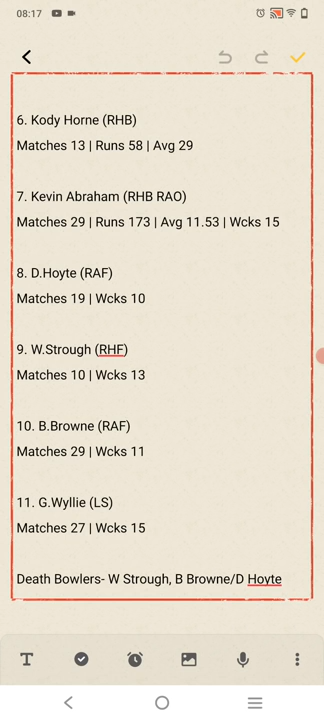 08:17
6. Kody Horne (RHB)
Matches 13 | Runs 58 | Avg 29
7. Kevin Abraham (RHB RAO)
Matches 29 | Runs 173 | Avg 11.53 | Wcks 15
8. D.Hoyte (RAF)
Matches 19 | Wcks 10
9. W.Strough (RHF)
Matches 10 | Wcks 13
10. B.Browne (RAF)
Matches 29 | Wcks 11
11. G.Wyllie (LS)
Matches 27 | Wcks 15
Death Bowlers- W Strough, B Browne/D Hoyte
T